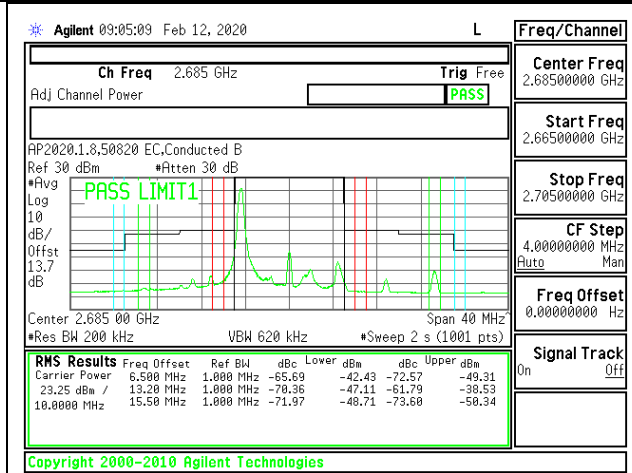 Agilent 09:05:09 Feb 12, 2020 L
Freq/Channel
Ch Freq 2.685 GHz Trig Free
Adj Channel Power PASS
AP2020.1.8,50820 EC,Conducted B
Ref 30 dBm #Atten 30 dB
#Avg
Log
10
dB/
Offst
13.7
dB
PASS LIMIT1
Center 2.685 00 GHz Span 40 MHz
#Res BW 200 kHz VBW 620 kHz #Sweep 2 s (1001 pts)
RMS Results Freq Offset Ref BW dBc Lower dBm dBc Upper dBm
Carrier Power 6.500 MHz 1.000 MHz -65.69 -42.43 -72.57 -49.31
23.25 dBm / 13.20 MHz 1.000 MHz -70.36 -47.11 -61.79 -38.53
10.0000 MHz 15.50 MHz 1.000 MHz -71.97 -48.71 -73.60 -50.34
Copyright 2000-2010 Agilent Technologies
Center Freq
2.68500000 GHz
Start Freq
2.66500000 GHz
Stop Freq
2.70500000 GHz
CF Step
4.00000000 MHz
Auto Man
Freq Offset
0.00000000 Hz
Signal Track
On Off